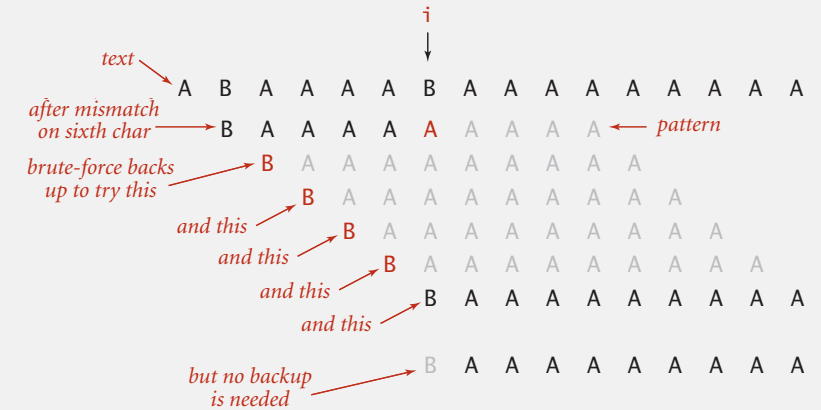 i
text
A B A A A A B A A A A A A A A A
after mismatch
on sixth char
B A A A A A A A A A
pattern
brute-force backs
up to try this
B A A A A A A A A A
and this
B A A A A A A A A A
and this
B A A A A A A A A A
and this
B A A A A A A A A A
and this
B A A A A A A A A A
but no backup
is needed
B A A A A A A A A A